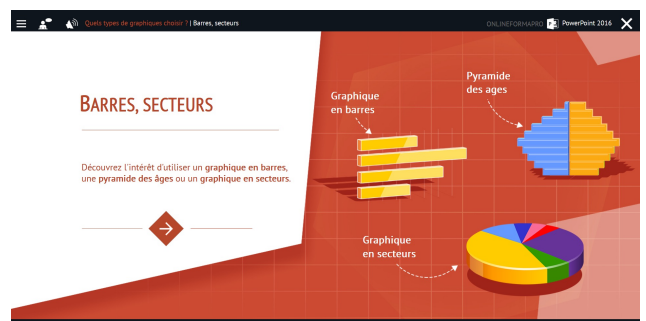 Quels types de graphiques choisir ? | Barres, secteurs
ONLINEFORMAPRO PowerPoint 2016
BARRES, SECTEURS
Découvrez l'intérêt d'utiliser un graphique en barres,
une pyramide des âges ou un graphique en secteurs.
Graphique
en barres
Pyramide
des ages
Graphique
en secteurs